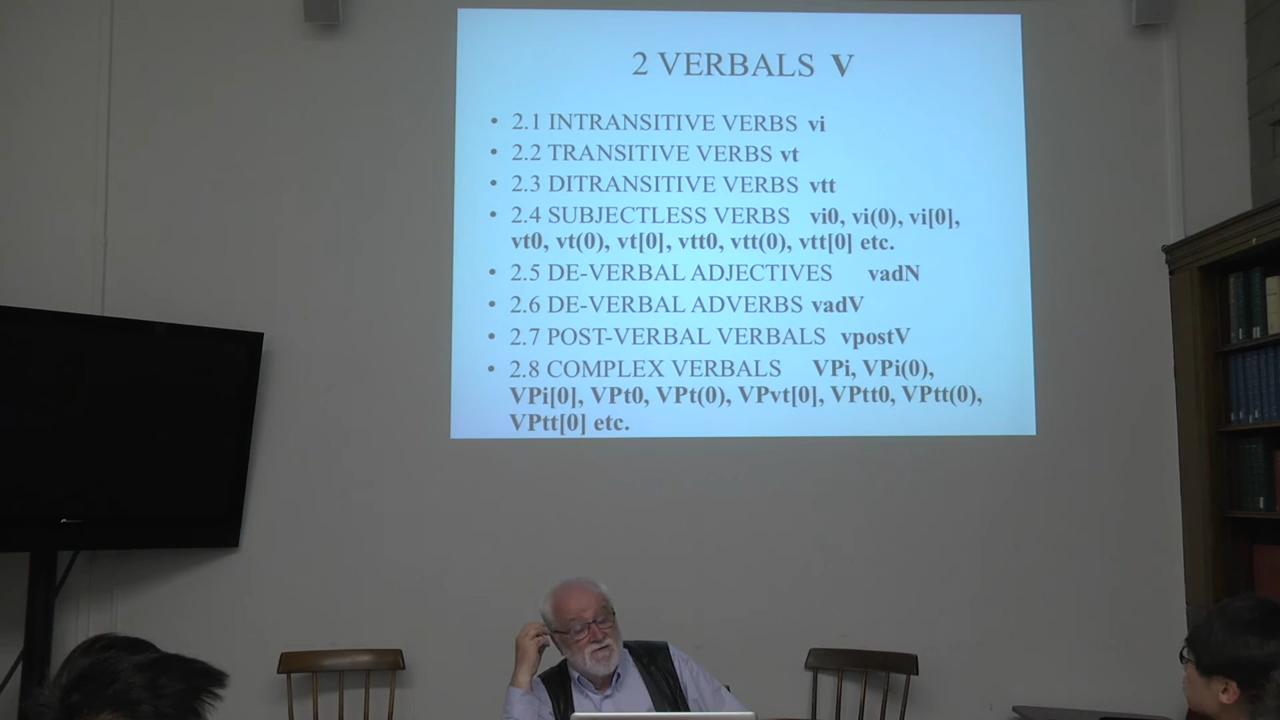 2 VERBALS V
• 2.1 INTRANSITIVE VERBS vi
• 2.2 TRANSITIVE VERBS vt
• 2.3 DITRANSITIVE VERBS vtt
• 2.4 SUBJECTLESS VERBS vi0, vi(0), vi[0],
vt0, vt(0), vt[0], vtt0, vtt(0), vtt[0] etc.
• 2.5 DE-VERBAL ADJECTIVES vadN
• 2.6 DE-VERBAL ADVERBS vadV
• 2.7 POST-VERBAL VERBALS vpostV
• 2.8 COMPLEX VERBALS VPi, VPi(0),
VPi[0], VPt0, VPt(0), VPvt[0], VPtt0, VPtt(0),
VPtt[0] etc.